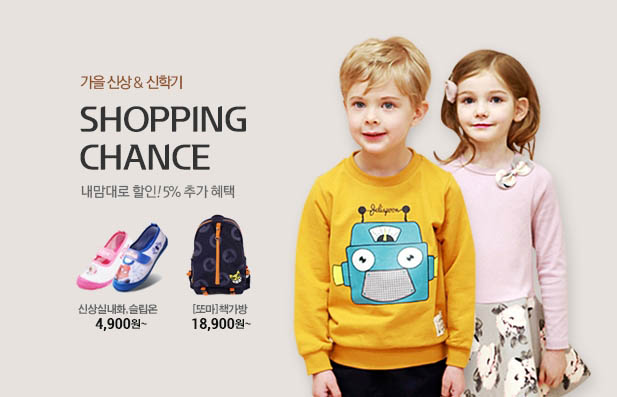 가을 신상 & 신학기
SHOPPING
CHANCE
내맘대로 할인! 5% 추가 혜택
Jellyspoon
신상실내화,슬립온
4,900원~
[또마] 책가방
18,900원~